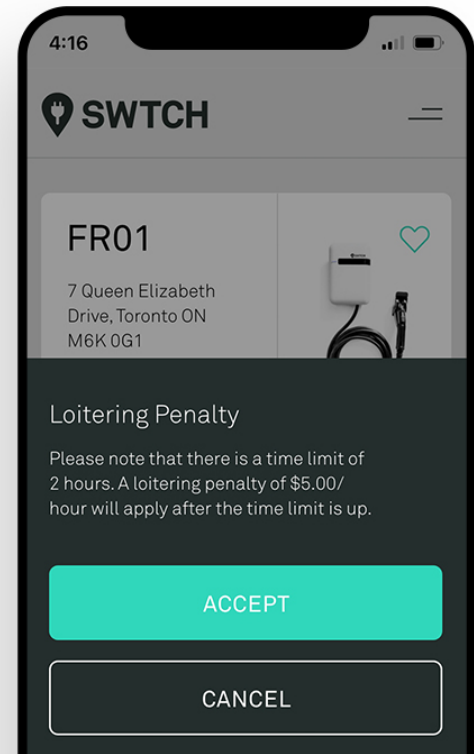 4:16
SWTCH
FR01
7 Queen Elizabeth
Drive, Toronto ON
M6K 0G1
Loitering Penalty
Please note that there is a time limit of
2 hours. A loitering penalty of $5.00/
hour will apply after the time limit is up.
ACCEPT
CANCEL